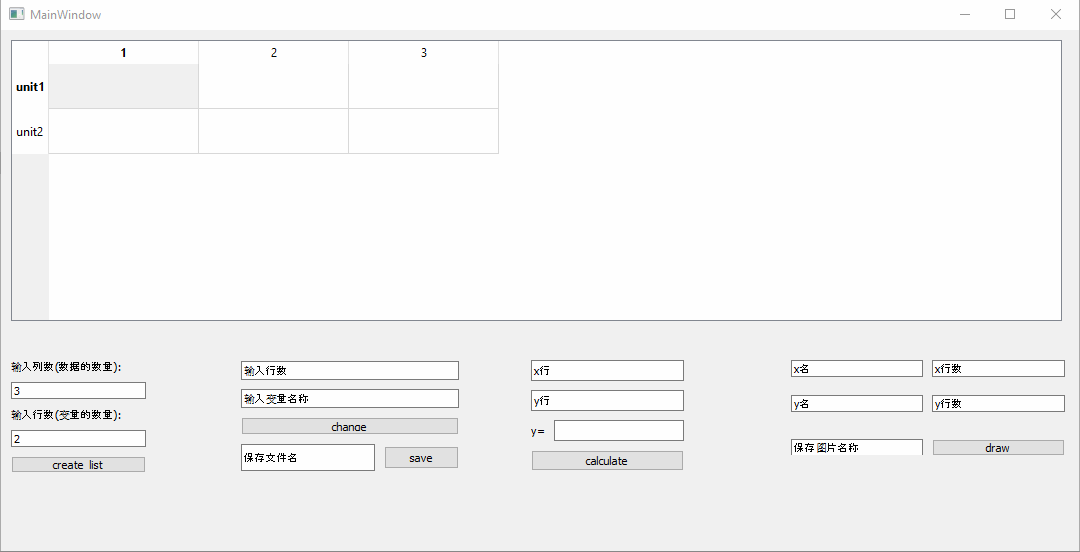 MainWindow
1 2 3
unit1
unit2
输入列数(数据的数量):
3
输入行数(变量的数量):
2
create list
输入行数
输入变量名称
change
保存文件名 save
x行
y行
y=
calculate
x名 x行数
y名 y行数
保存图片名称 draw